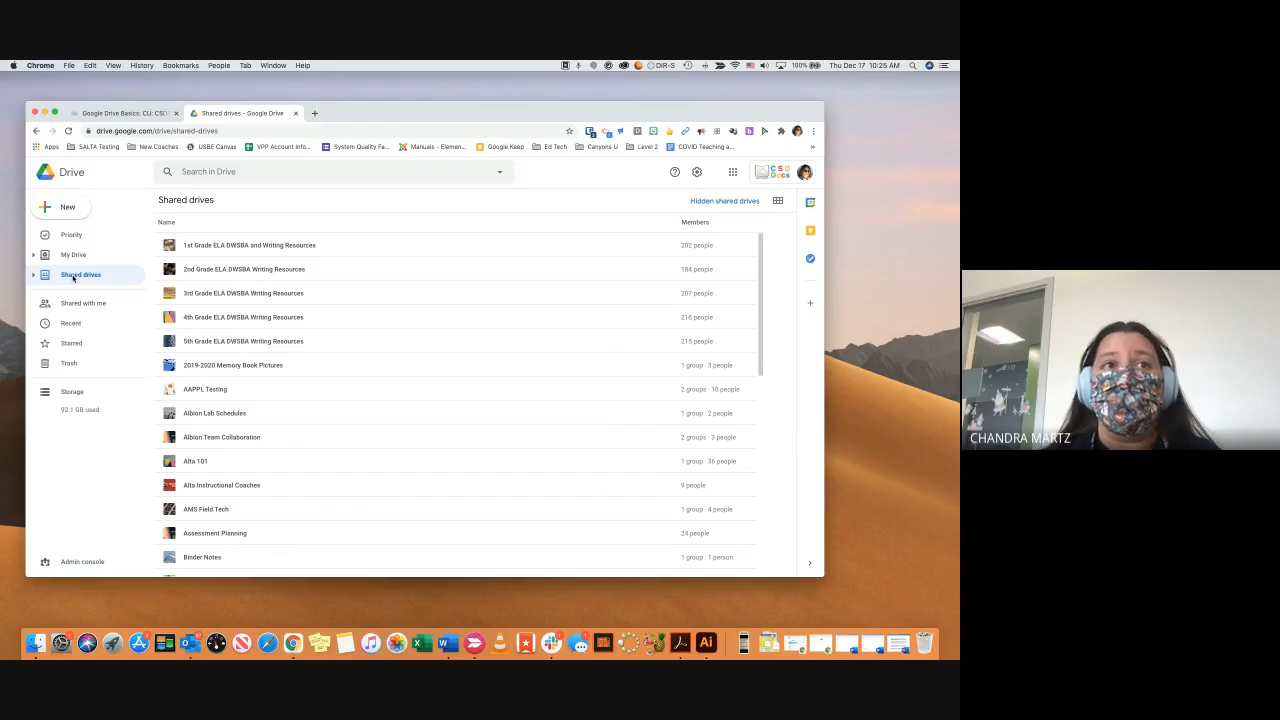 Chrome File Edit View History Bookmarks People Tab Window Help DIR-S 100% Thu Dec 17 10:25 AM
Google Drive Basics: CU: CSD Shared drives - Google Drive
drive.google.com/drive/shared-drives
Apps SALTA Testing New Coaches USBE Canvas VPP Account Info... System Quality Fe... Manuals - Elemen... Google Keep Ed Tech Canyons U Level 2 COVID Teaching a...
Drive Search in Drive CSD Docs
New Shared drives Hidden shared drives
Name Members
Priority
My Drive
Shared drives
Shared with me
Recent
Starred
Trash
Storage
92.1 GB used
Admin console
1st Grade ELA DWSBA and Writing Resources 202 people
2nd Grade ELA DWSBA Writing Resources 184 people
3rd Grade ELA DWSBA Writing Resources 207 people
4th Grade ELA DWSBA Writing Resources 216 people
5th Grade ELA DWSBA Writing Resources 215 people
2019-2020 Memory Book Pictures 1 group · 3 people
AAPPL Testing 2 groups · 10 people
Albion Lab Schedules 1 group · 2 people
Albion Team Collaboration 2 groups · 3 people
Alta 101 1 group · 36 people
Alta Instructional Coaches 9 people
AMS Field Tech 1 group · 4 people
Assessment Planning 24 people
Binder Notes 1 group · 1 person
Ai
CHANDRA MARTZ